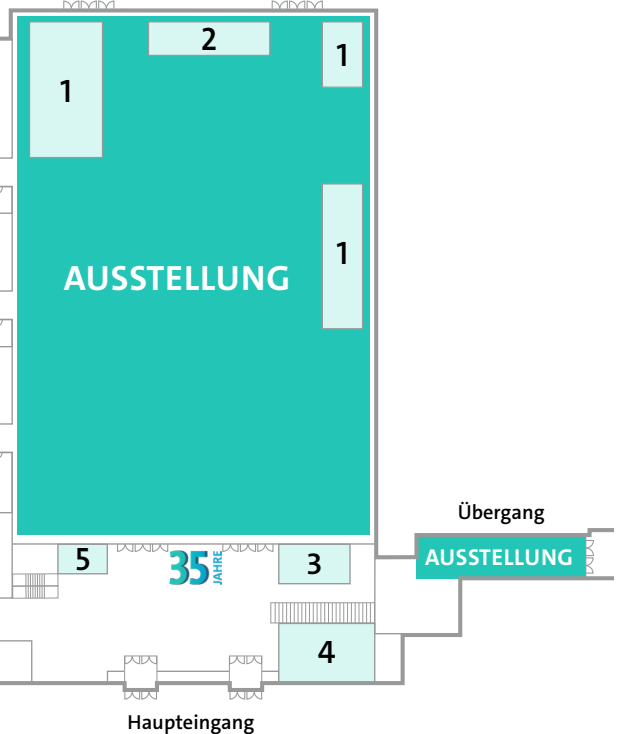 2
1
1
1
AUSSTELLUNG
Übergang
AUSSTELLUNG
5
35
JAHRE
3
4
Haupteingang